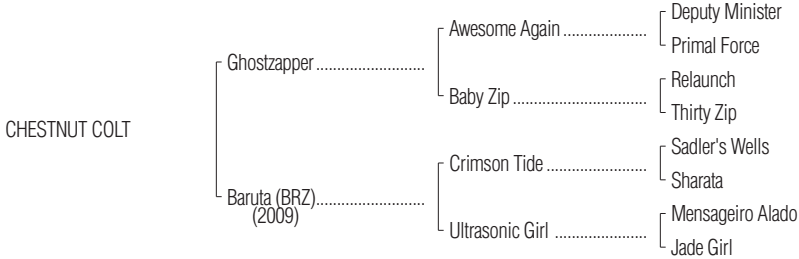 CHESTNUT COLT
Ghostzapper
Baruta (BRZ)
(2009)
Awesome Again
Baby Zip
Crimson Tide
Ultrasonic Girl
Deputy Minister
Primal Force
Relaunch
Thirty Zip
Sadler's Wells
Sharata
Mensageiro Alado
Jade Girl